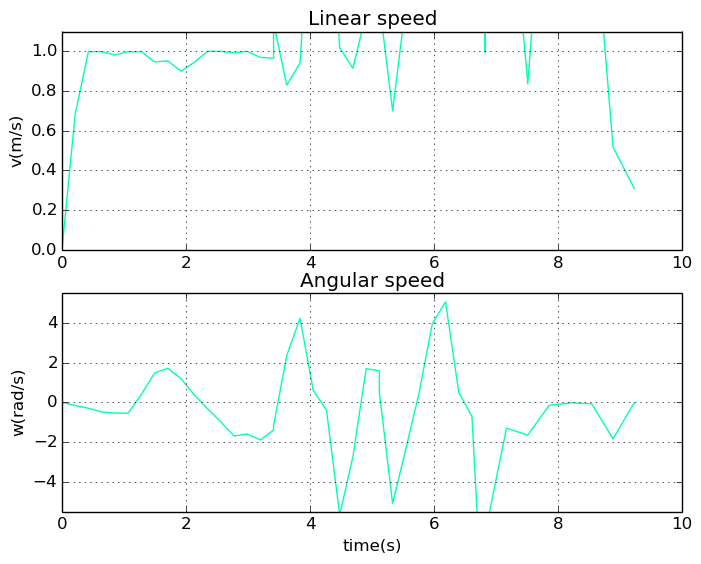 Linear speed
v(m/s)
1.0
0.8
0.6
0.4
0.2
0.0
0 2 4 6 8 10
Angular speed
w(rad/s)
4
2
0
−2
−4
0 2 4 6 8 10
time(s)